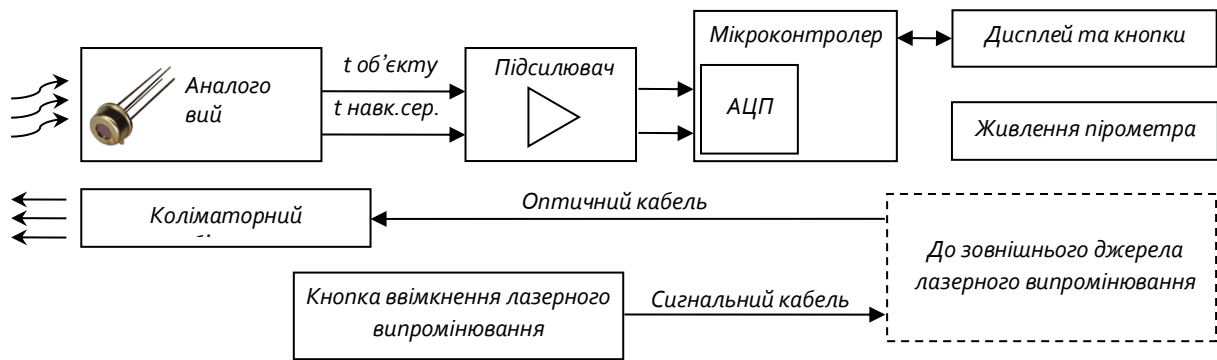 Аналого
вий
t об’єкту
t навк.сер.
Підсилювач
Мікроконтролер
АЦП
Дисплей та кнопки
Живлення пірометра
Коліматорний
Оптичний кабель
До зовнішнього джерела
лазерного випромінювання
Кнопка ввімкнення лазерного
випромінювання
Сигнальний кабель